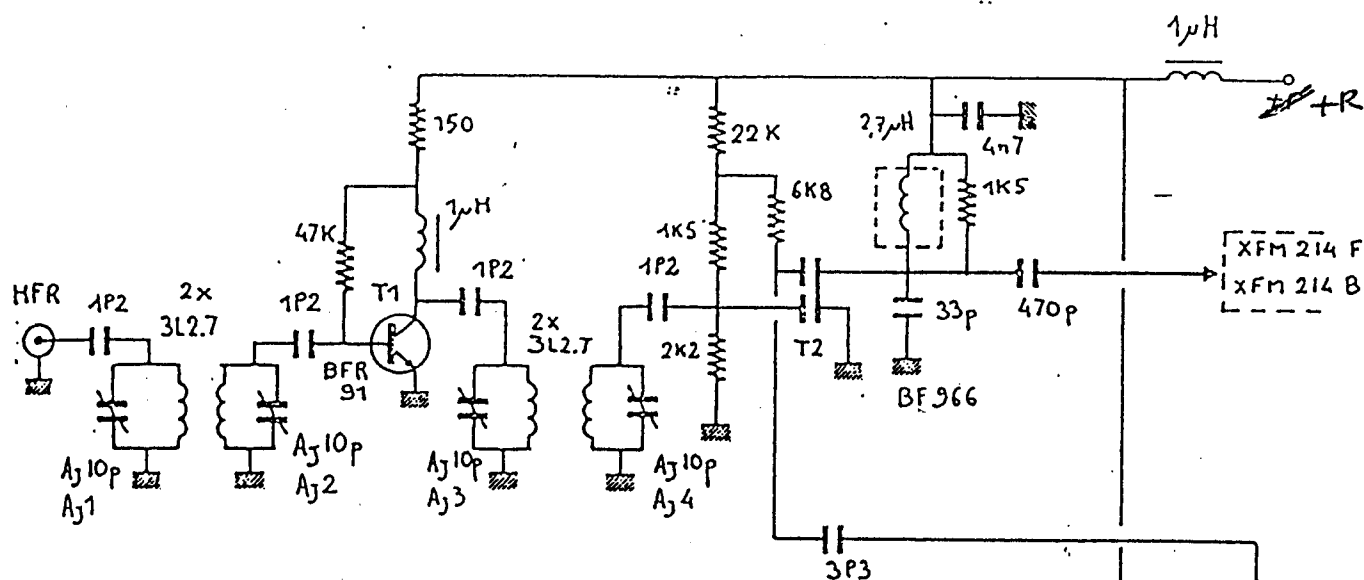 1µH
+R
150
22K
2,7µH
4n7
6K8
1K5
1µH
47K
1K5
XFM 214 F
XFM 214 B
HFR
1P2
2x
3L2.7
1P2
T1
1P2
1P2
2x
3L2.7
BFR
91
2K2
T2
33p
470p
BF966
AJ10p
AJ1
AJ10p
AJ2
AJ10p
AJ3
AJ10p
AJ4
3P3